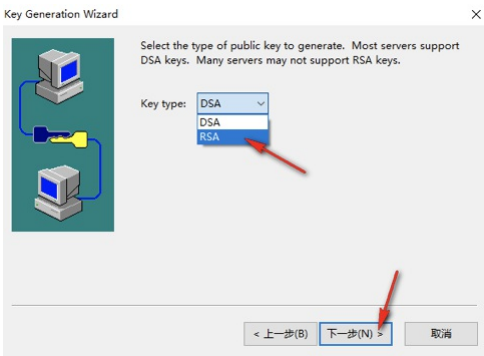 Key Generation Wizard
Select the type of public key to generate. Most servers support
DSA keys. Many servers may not support RSA keys.
Key type: DSA
DSA
RSA
< 上一步(B) 下一步(N) > 取消